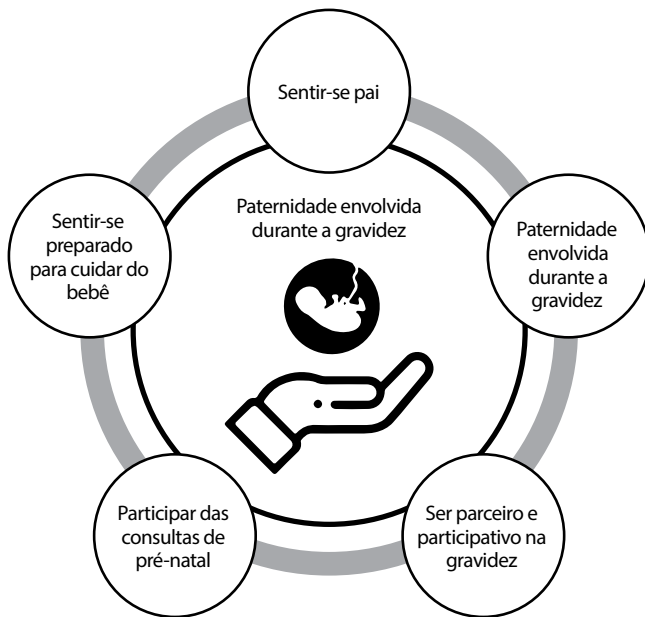 Sentir-se pai
Paternidade envolvida
durante a gravidez
Paternidade
envolvida
durante a
gravidez
Ser parceiro e
participativo na
gravidez
Participar das
consultas de
pré-natal
Sentir-se
preparado
para cuidar do
bebê